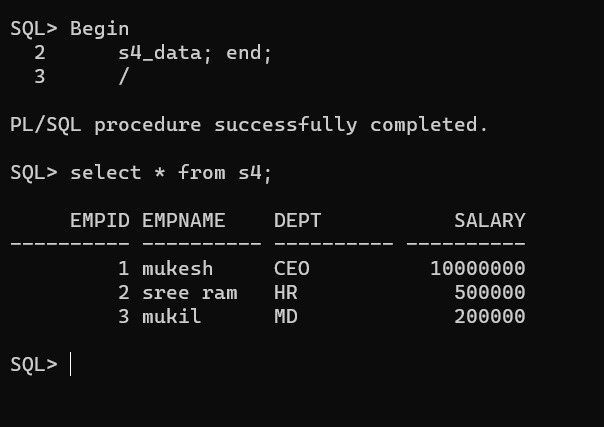 SQL> Begin
  2      s4_data; end;
  3      /
PL/SQL procedure successfully completed.
SQL> select * from s4;
     EMPID EMPNAME    DEPT           SALARY
---------- ---------- ---------- ----------
         1 mukesh     CEO          10000000
         2 sree ram   HR             500000
         3 mukil      MD             200000
SQL>